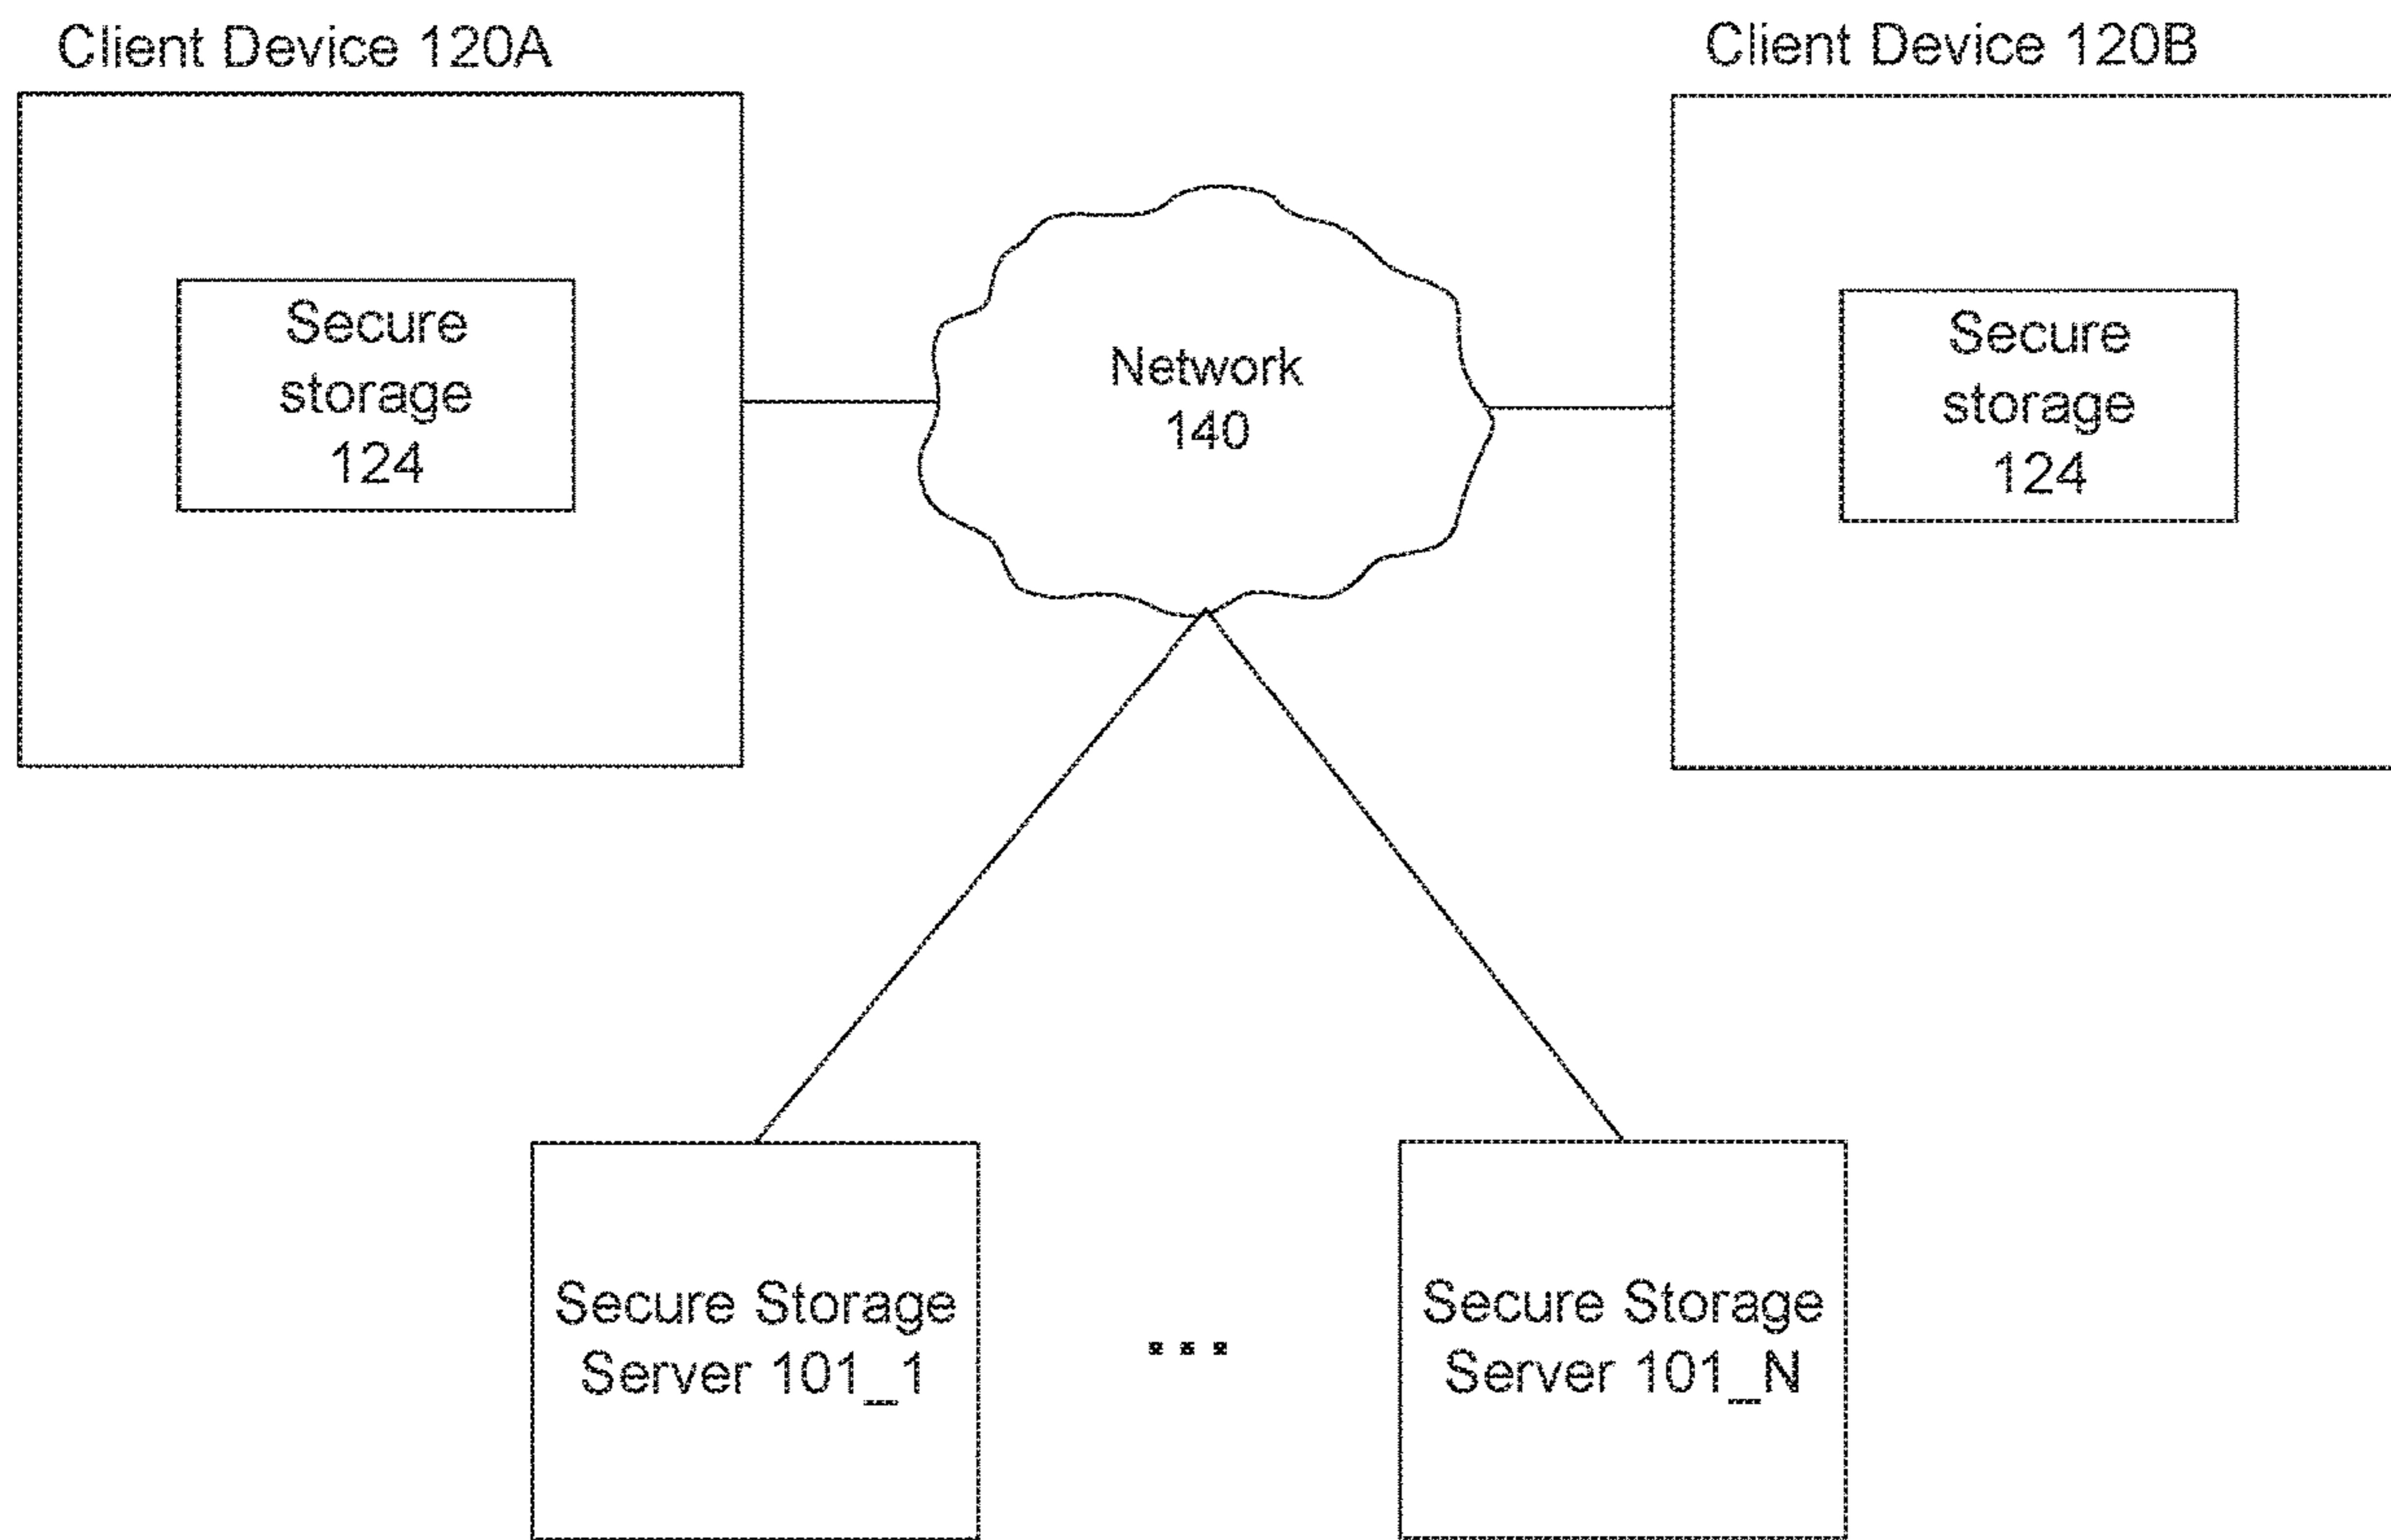 Client Device 120A
Client Device 120B
Secure
storage
124
Network
140
Secure
storage
124
Secure Storage
Server 101_1
...
Secure Storage
Server 101_N